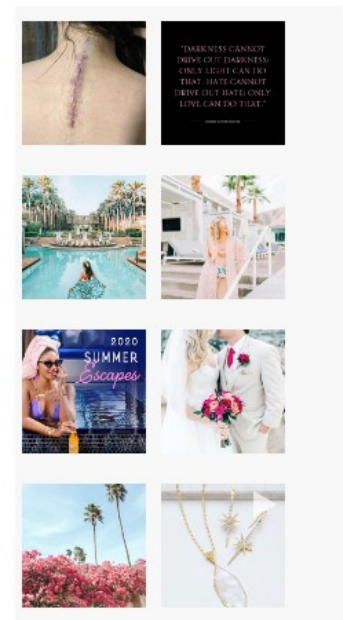 "DARKNESS CANNOT
DRIVE OUT DARKNESS:
ONLY LIGHT CAN DO
THAT. HATE CANNOT
DRIVE OUT HATE: ONLY
LOVE CAN DO THAT."
2020
SUMMER
Escapes